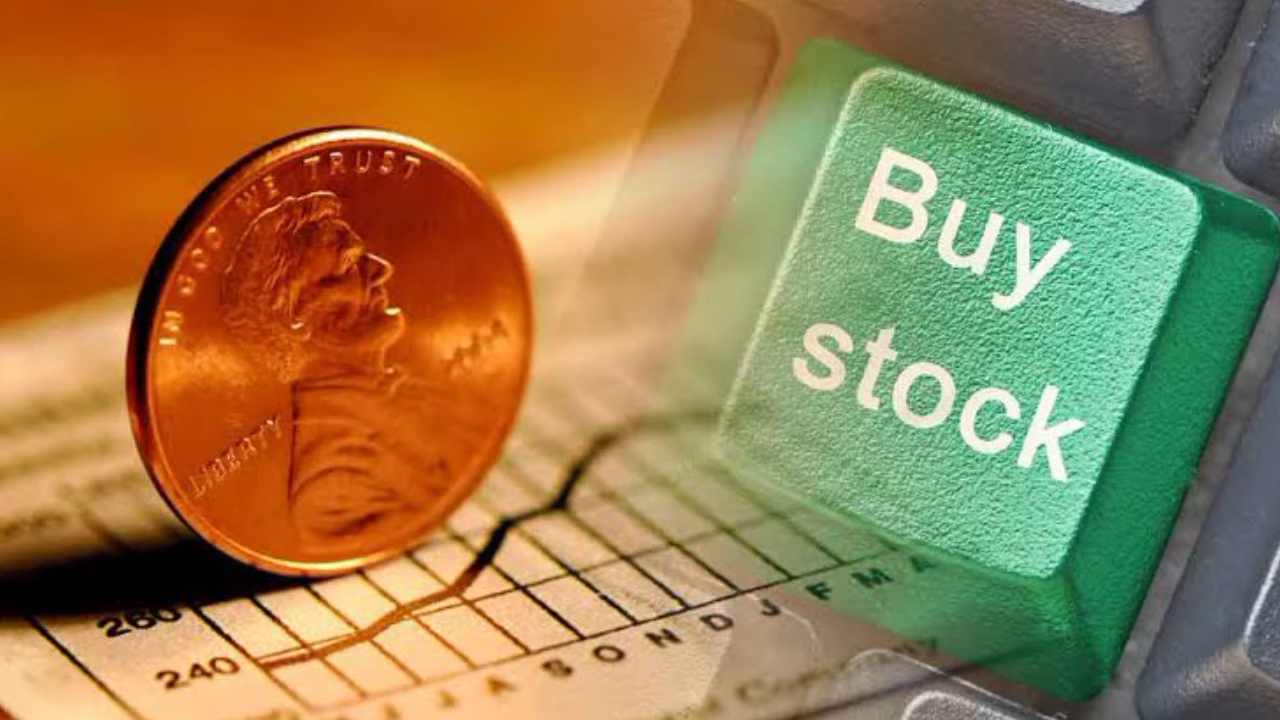 IN GOD WE TRUST
LIBERTY
Buy
stock
260
240
J A S O N D J F M A